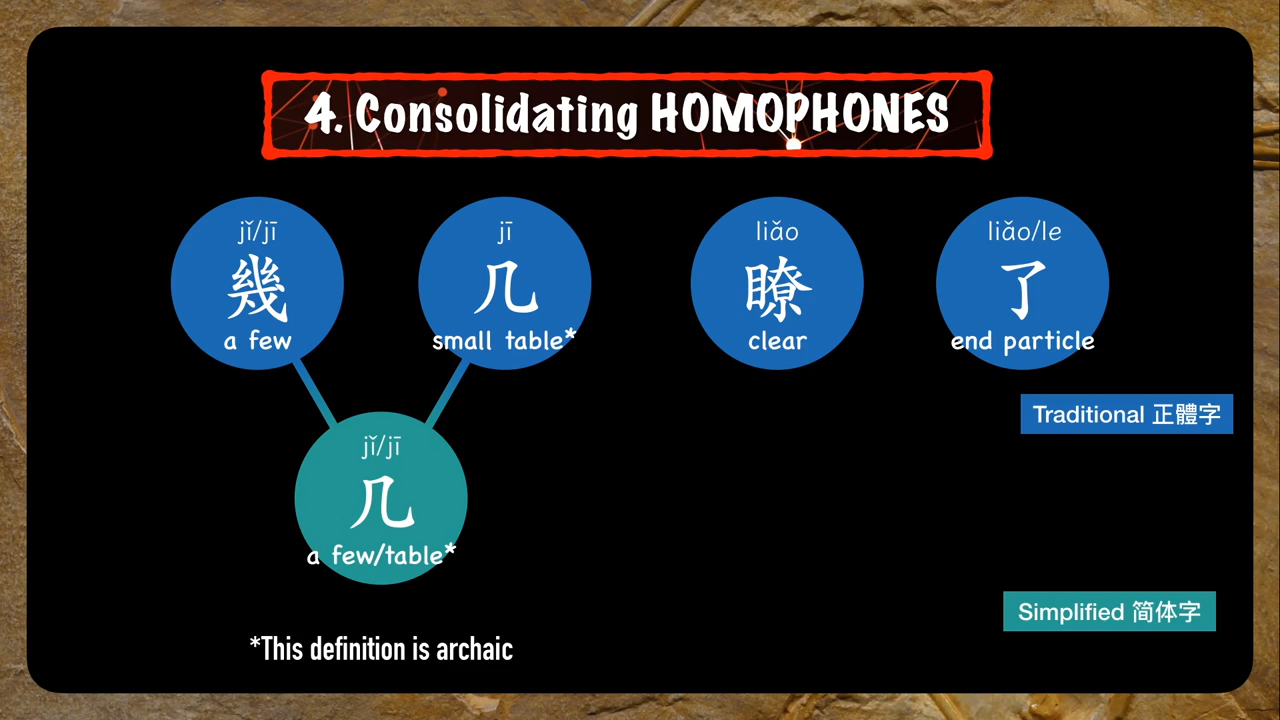 4. Consolidating HOMOPHONES
jǐ/jī
幾
a few
jī
几
small table*
liǎo
瞭
clear
liǎo/le
了
end particle
Traditional 正體字
jǐ/jī
几
a few/table*
Simplified 简体字
*This definition is archaic